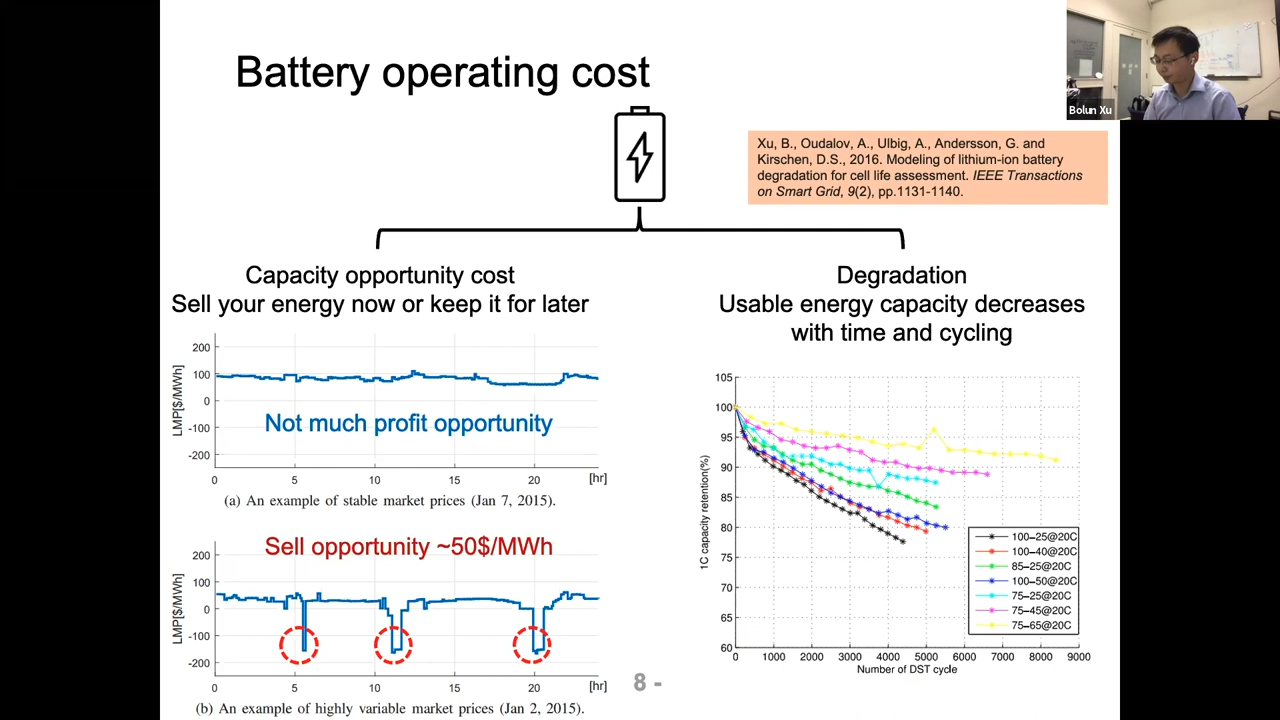 Battery operating cost
Bolun Xu
Xu, B., Oudalov, A., Ulbig, A., Andersson, G. and
Kirschen, D.S., 2016. Modeling of lithium-ion battery
degradation for cell life assessment. IEEE Transactions
on Smart Grid, 9(2), pp.1131-1140.
Capacity opportunity cost
Sell your energy now or keep it for later
200
100
0
-100
-200
LMP[$/MWh]
Not much profit opportunity
0 5 10 15 20 [hr]
(a) An example of stable market prices (Jan 7, 2015).
Sell opportunity ~50$/MWh
200
100
0
-100
-200
LMP[$/MWh]
0 5 10 15 20 [hr]
(b) An example of highly variable market prices (Jan 2, 2015).
Degradation
Usable energy capacity decreases
with time and cycling
105
100
95
90
85
80
75
70
65
60
1C capacity retention(%)
100-25@20C
100-40@20C
85-25@20C
100-50@20C
75-25@20C
75-45@20C
75-65@20C
0 1000 2000 3000 4000 5000 6000 7000 8000 9000
Number of DST cycle
8 -